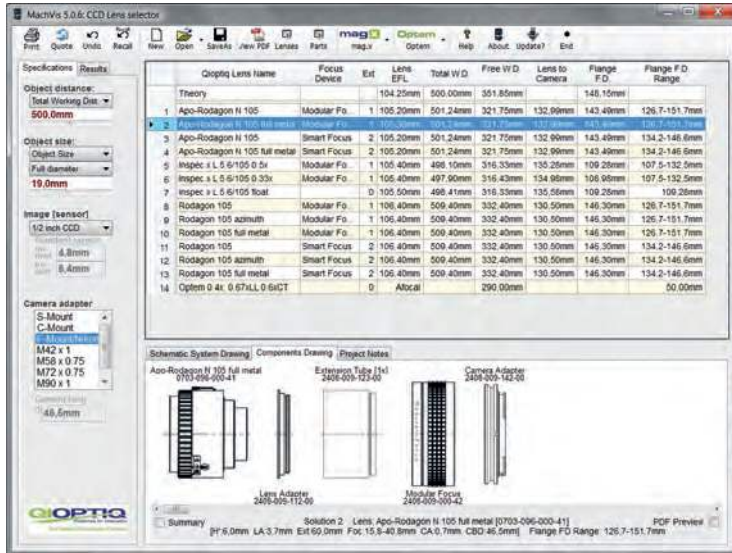 MachVis 5.0.6: CCD Lens selector
Print Quote Undo Recall New Open SaveAs View PDF Lenses Parts mag.x Optem Help About Update? End
Specifications Results
Object distance:
Total Working Dist
500,0mm
Object size:
Object Size
Full diameter
19,0mm
Image [sensor]
1/2 inch CCD
4,8mm
6,4mm
Camera adapter
S-Mount
C-Mount
M42 x 1
M58 x 0.75
M72 x 0.75
M90 x 1
46,5mm
QIOPTIQ
Qioptiq Lens Name Focus Device Ext Lens EFL Total W.D. Free W.D. Lens to Camera Flange F.D. Flange F.D. Range
Theory 104.25mm 500.00mm 351.85mm 148.15mm
1 Apo-Rodagon N 105 Modular Fo... 1 105.20mm 501.24mm 321.75mm 132.99mm 143.49mm 126.7-151.7mm
2 Apo-Rodagon N 105 full metal
3 Apo-Rodagon N 105 Smart Focus 2 105.20mm 501.24mm 321.75mm 132.99mm 143.49mm 134.2-146.6mm
4 Apo-Rodagon N 105 full metal Smart Focus 2 105.20mm 501.24mm 321.75mm 132.99mm 143.49mm 134.2-146.6mm
5 Inspec x L 5.6/105 0.5x Modular Fo... 1 105.40mm 498.10mm 316.33mm 135.28mm 109.28mm 107.5-132.5mm
6 Inspec x L 5.6/105 0.33x Modular Fo... 1 105.40mm 497.90mm 316.43mm 134.98mm 108.98mm 107.5-132.5mm
7 Inspec x L 5.6/105 float 0 105.50mm 498.41mm 316.33mm 135.58mm 109.28mm 109.28mm
8 Rodagon 105 Modular Fo... 1 106.40mm 509.40mm 332.40mm 130.50mm 146.30mm 126.7-151.7mm
9 Rodagon 105 azimuth Modular Fo... 1 106.40mm 509.40mm 332.40mm 130.50mm 146.30mm 126.7-151.7mm
10 Rodagon 105 full metal Modular Fo... 1 106.40mm 509.40mm 332.40mm 130.50mm 146.30mm 126.7-151.7mm
11 Rodagon 105 Smart Focus 2 106.40mm 509.40mm 332.40mm 130.50mm 146.30mm 134.2-146.6mm
12 Rodagon 105 azimuth Smart Focus 2 106.40mm 509.40mm 332.40mm 130.50mm 146.30mm 134.2-146.6mm
13 Rodagon 105 full metal Smart Focus 2 106.40mm 509.40mm 332.40mm 130.50mm 146.30mm 134.2-146.6mm
14 Optem 0.4x: 0.67xLL 0.6xCT 0 Afocal 290.00mm 50.00mm
Schematic System Drawing Components Drawing Project Notes
Apo-Rodagon N 105 full metal
0703-096-000-41
Extension Tube [1x]
2408-009-123-00
Camera Adapter
2408-009-142-00
Lens Adapter
2409-009-112-00
Modular Focus
2408-009-000-42
Summary Solution 2 Lens: Apo-Rodagon N 105 full metal [0703-096-000-41] PDF Preview
[H':6,0mm LA:3,7mm Ext:60,0mm Foc:15,8-40,8mm CA:0,7mm CBD:46,5mm] Flange FD Range: 126.7-151.7mm